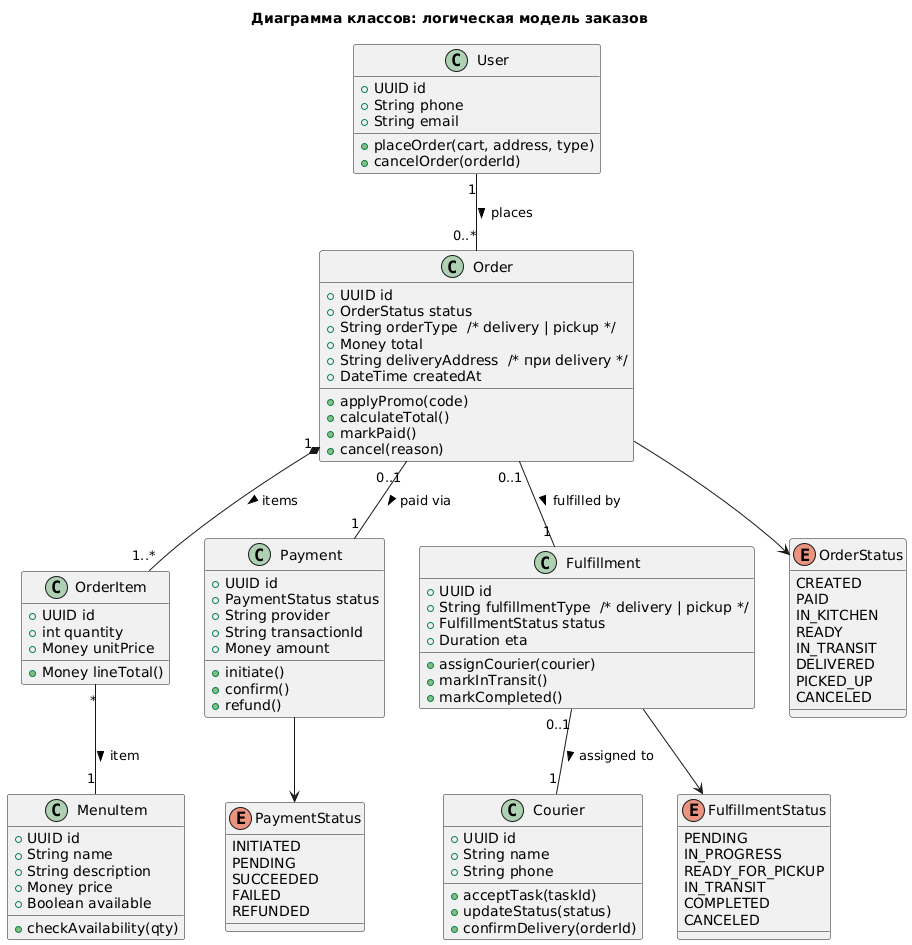 Диаграмма классов: логическая модель заказов
C User
UUID id
String phone
String email
placeOrder(cart, address, type)
cancelOrder(orderId)
1
places
0..*
C Order
UUID id
OrderStatus status
String orderType /* delivery | pickup */
Money total
String deliveryAddress /* при delivery */
DateTime createdAt
applyPromo(code)
calculateTotal()
markPaid()
cancel(reason)
1
0..1
0..1
items
paid via
fulfilled by
1..*
1
1
C OrderItem
UUID id
int quantity
Money unitPrice
Money lineTotal()
C Payment
UUID id
PaymentStatus status
String provider
String transactionId
Money amount
initiate()
confirm()
refund()
C Fulfillment
UUID id
String fulfillmentType /* delivery | pickup */
FulfillmentStatus status
Duration eta
assignCourier(courier)
markInTransit()
markCompleted()
E OrderStatus
CREATED
PAID
IN_KITCHEN
READY
IN_TRANSIT
DELIVERED
PICKED_UP
CANCELED
*
item
1
0..1
assigned to
1
C MenuItem
UUID id
String name
String description
Money price
Boolean available
checkAvailability(qty)
E PaymentStatus
INITIATED
PENDING
SUCCEEDED
FAILED
REFUNDED
C Courier
UUID id
String name
String phone
acceptTask(taskId)
updateStatus(status)
confirmDelivery(orderId)
E FulfillmentStatus
PENDING
IN_PROGRESS
READY_FOR_PICKUP
IN_TRANSIT
COMPLETED
CANCELED